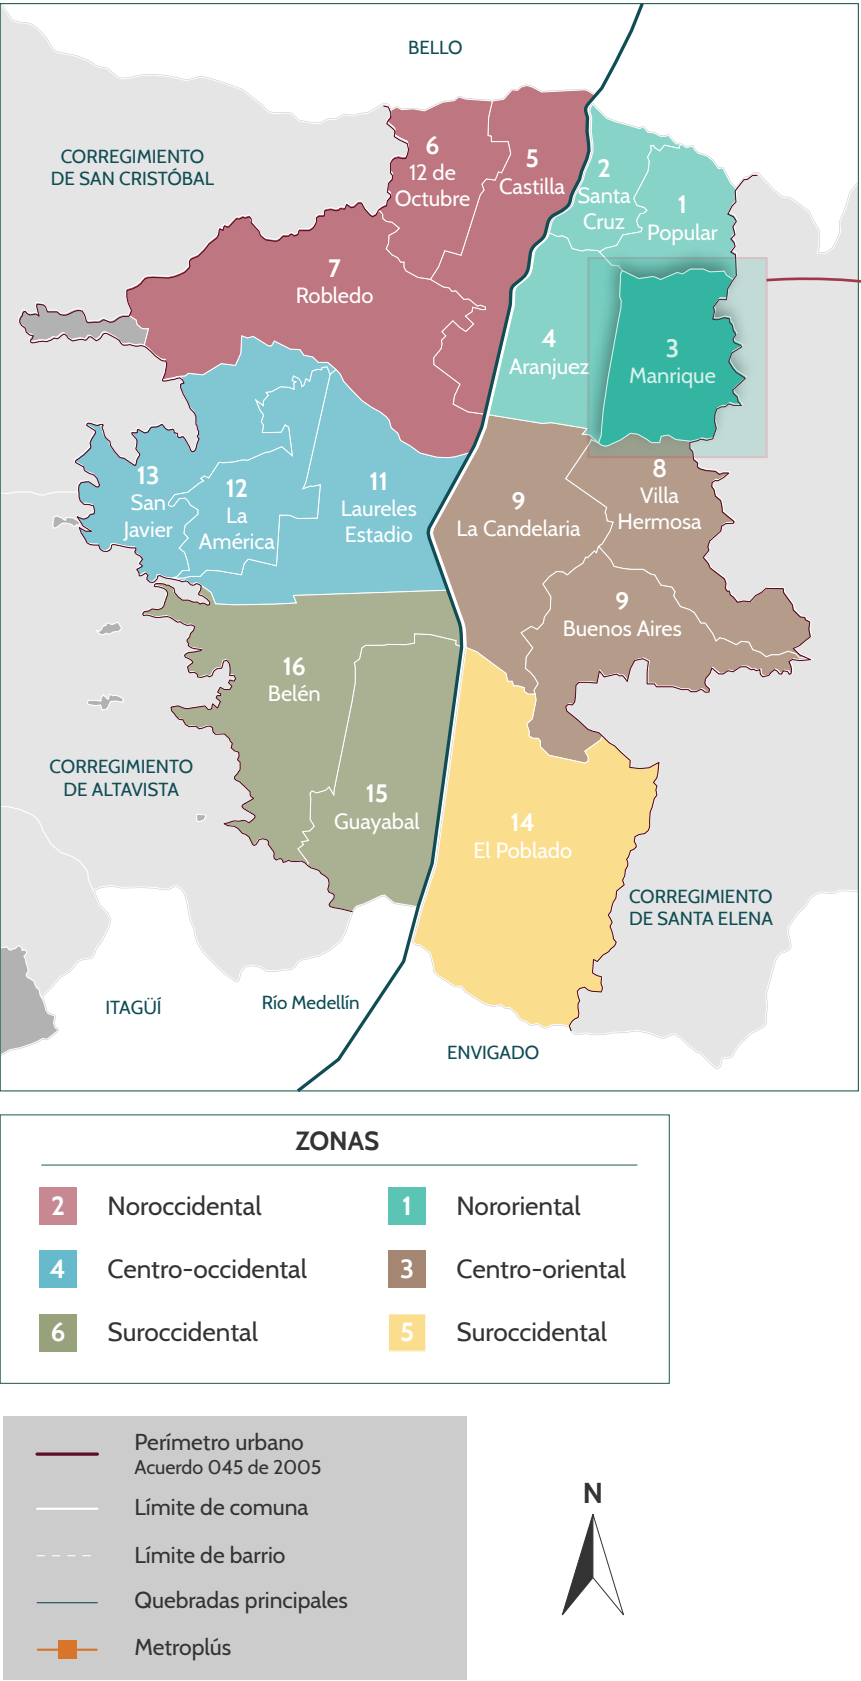 BELLO
CORREGIMIENTO
DE SAN CRISTÓBAL
6
12 de
Octubre
5
Castilla
2
Santa
Cruz
1
Popular
7
Robledo
4
Aranjuez
3
Manrique
13
San
Javier
12
La
América
11
Laureles
Estadio
9
La Candelaria
8
Villa
Hermosa
9
Buenos Aires
16
Belén
CORREGIMIENTO
DE ALTAVISTA
15
Guayabal
14
El Poblado
CORREGIMIENTO
DE SANTA ELENA
ITAGÜÍ
Río Medellín
ENVIGADO
ZONAS
2 Noroccidental
1 Nororiental
4 Centro-occidental
3 Centro-oriental
6 Suroccidental
5 Suroccidental
Perímetro urbano
Acuerdo 045 de 2005
Límite de comuna
Límite de barrio
Quebradas principales
Metroplús
N